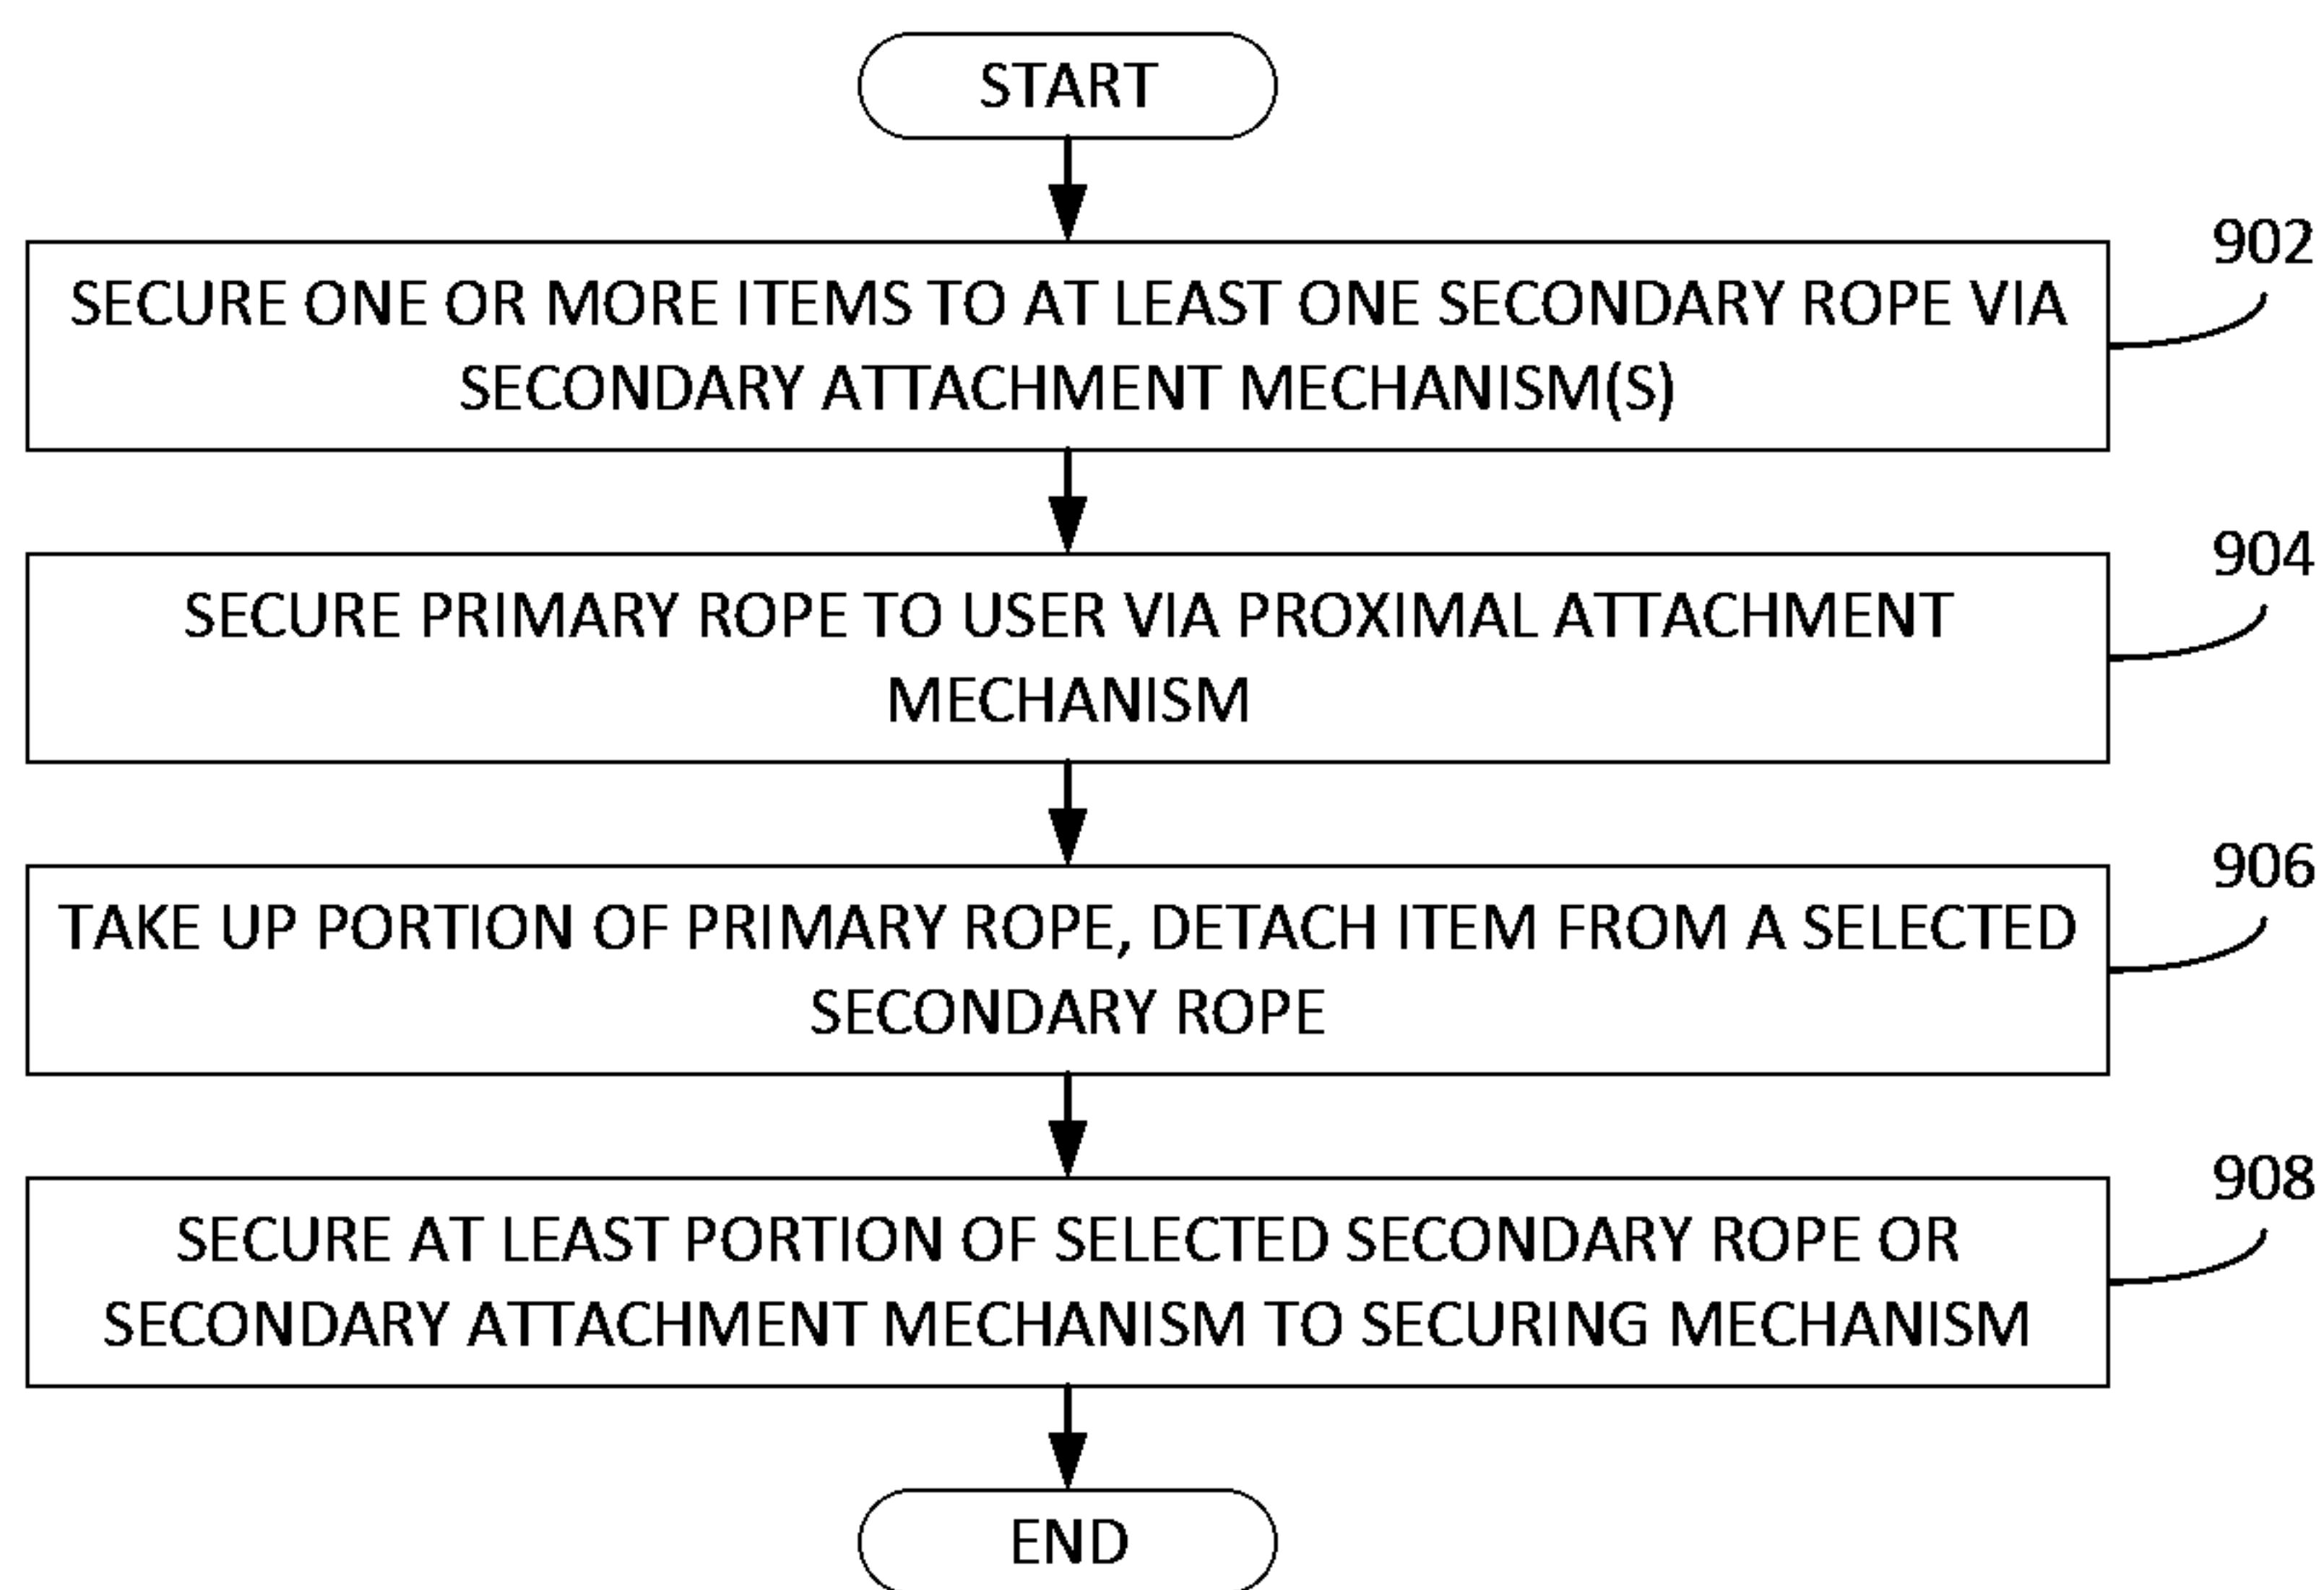 START
902
SECURE ONE OR MORE ITEMS TO AT LEAST ONE SECONDARY ROPE VIA
SECONDARY ATTACHMENT MECHANISM(S)
904
SECURE PRIMARY ROPE TO USER VIA PROXIMAL ATTACHMENT
MECHANISM
906
TAKE UP PORTION OF PRIMARY ROPE, DETACH ITEM FROM A SELECTED
SECONDARY ROPE
908
SECURE AT LEAST PORTION OF SELECTED SECONDARY ROPE OR
SECONDARY ATTACHMENT MECHANISM TO SECURING MECHANISM
END